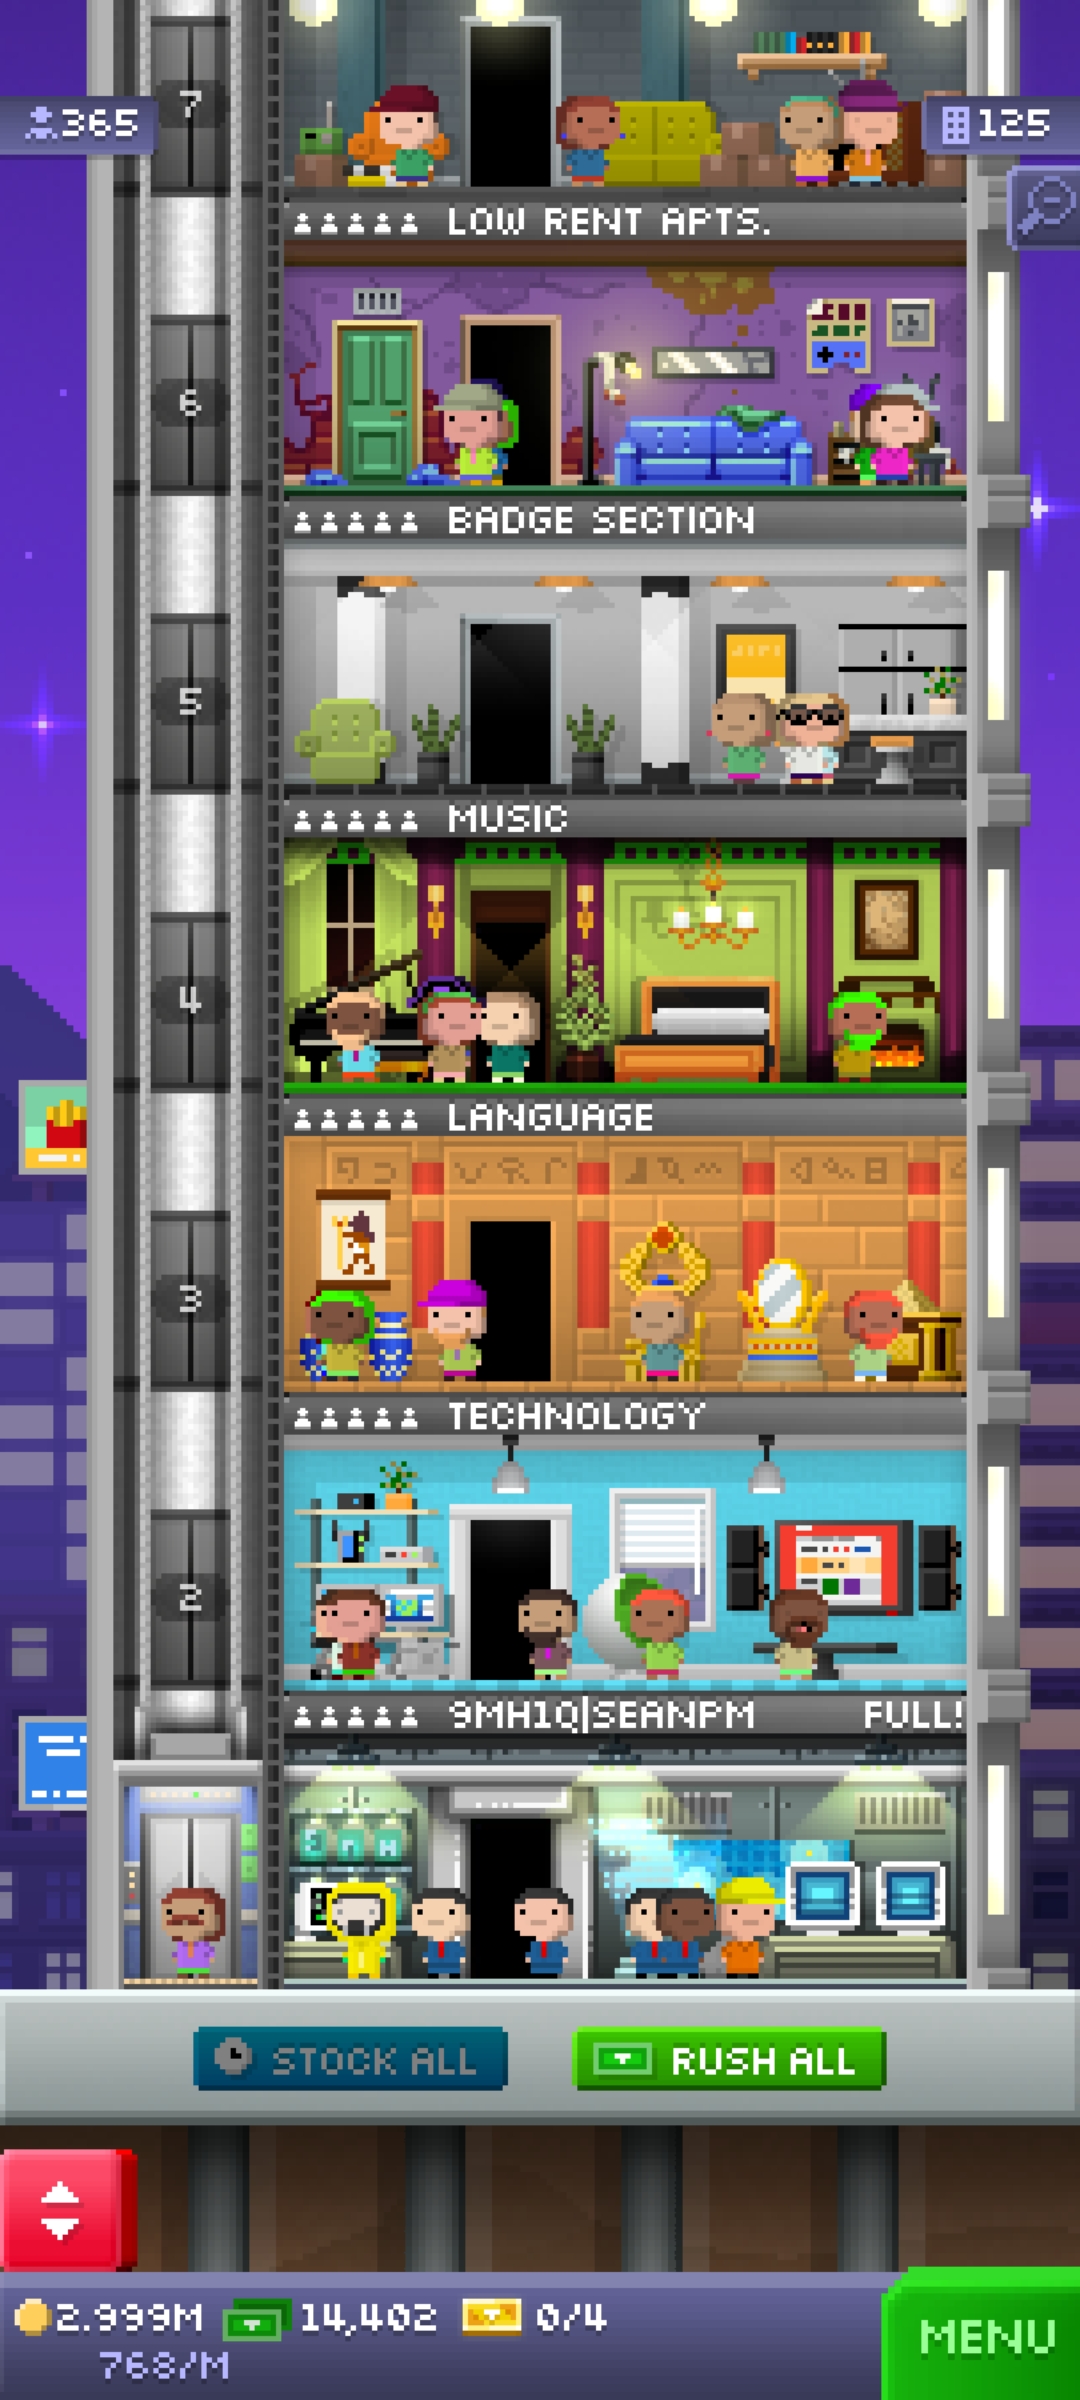 7
365
125
LOW RENT APTS.
6
BADGE SECTION
5
MUSIC
4
LANGUAGE
3
TECHNOLOGY
2
9MH1Q|SEANPM FULL!
STOCK ALL
RUSH ALL
2.999M 14,402 0/4
768/M
MENU